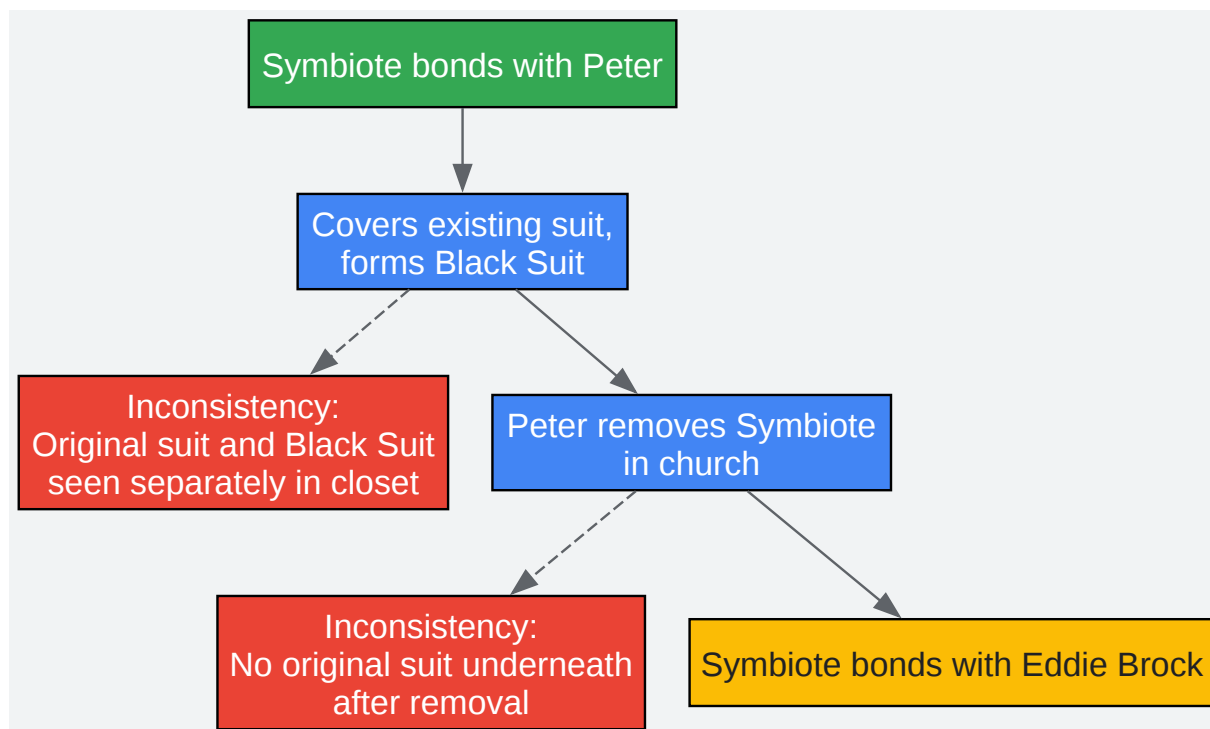 Symbiote bonds with Peter
Covers existing suit,
forms Black Suit
Inconsistency:
Original suit and Black Suit
seen separately in closet
Peter removes Symbiote
in church
Inconsistency:
No original suit underneath
after removal
Symbiote bonds with Eddie Brock